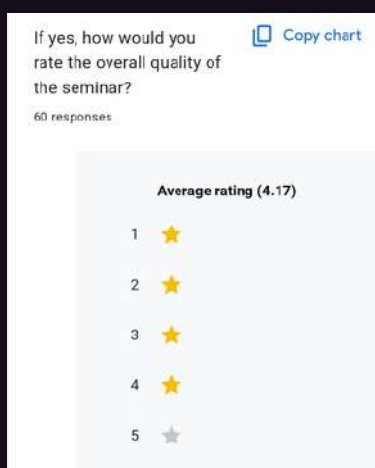 If yes, how would you
Copy chart
rate the overall quality of
the seminar?
60 responses
Average rating (4.17)
1
2
3
4
5